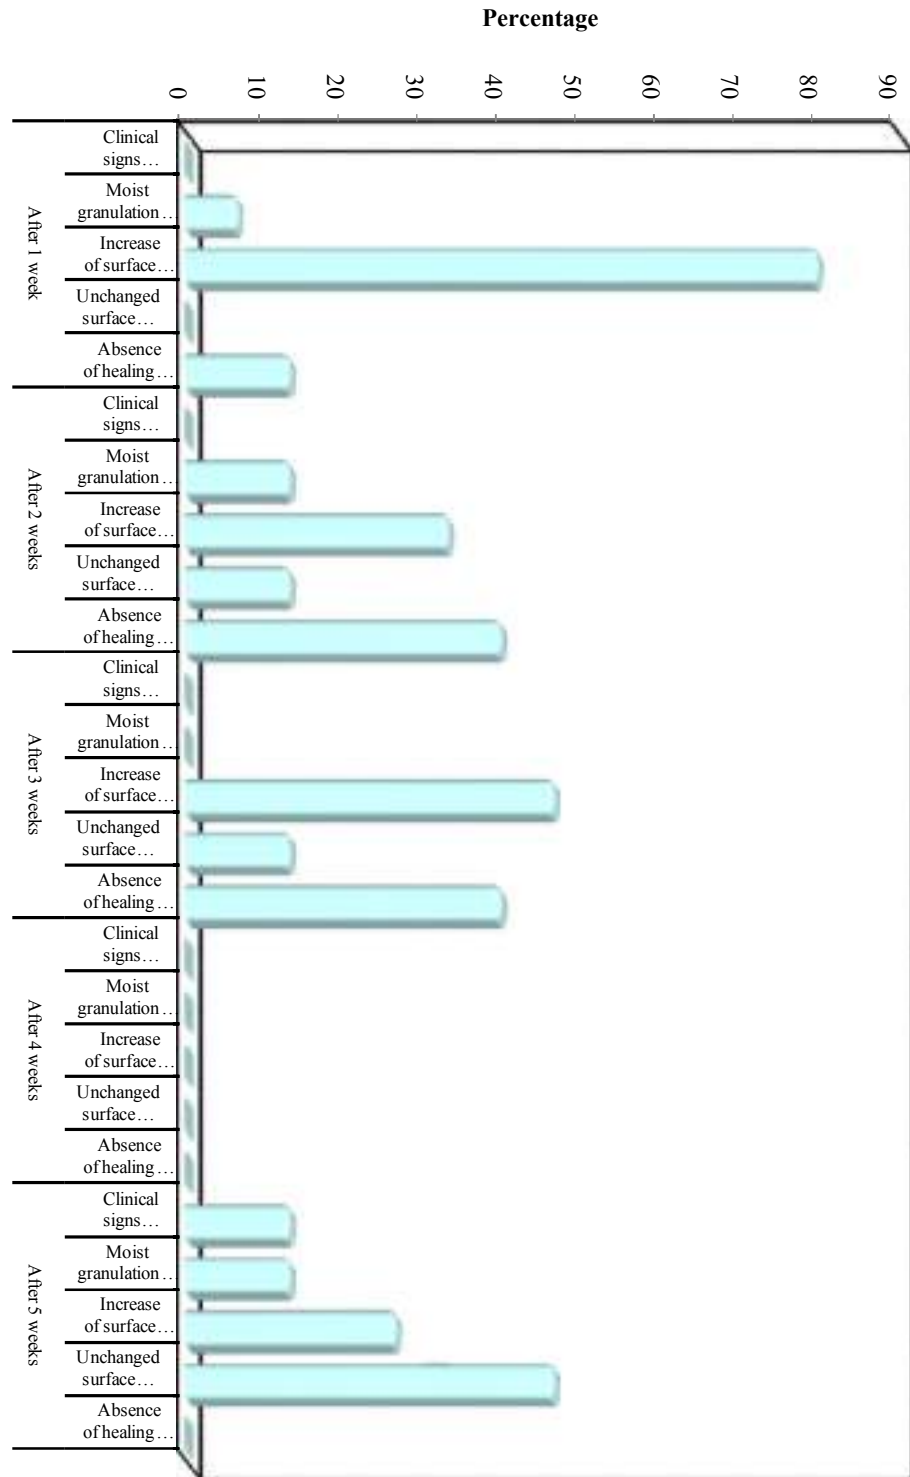 Percentage
0
10
20
30
40
50
60
70
80
90
After 1 week
Clinical
signs…
Moist
granulation…
Increase
of surface…
Unchanged
surface…
Absence
of healing…
After 2 weeks
Clinical
signs…
Moist
granulation…
Increase
of surface…
Unchanged
surface…
Absence
of healing…
After 3 weeks
Clinical
signs…
Moist
granulation…
Increase
of surface…
Unchanged
surface…
Absence
of healing…
After 4 weeks
Clinical
signs…
Moist
granulation…
Increase
of surface…
Unchanged
surface…
Absence
of healing…
After 5 weeks
Clinical
signs…
Moist
granulation…
Increase
of surface…
Unchanged
surface…
Absence
of healing…